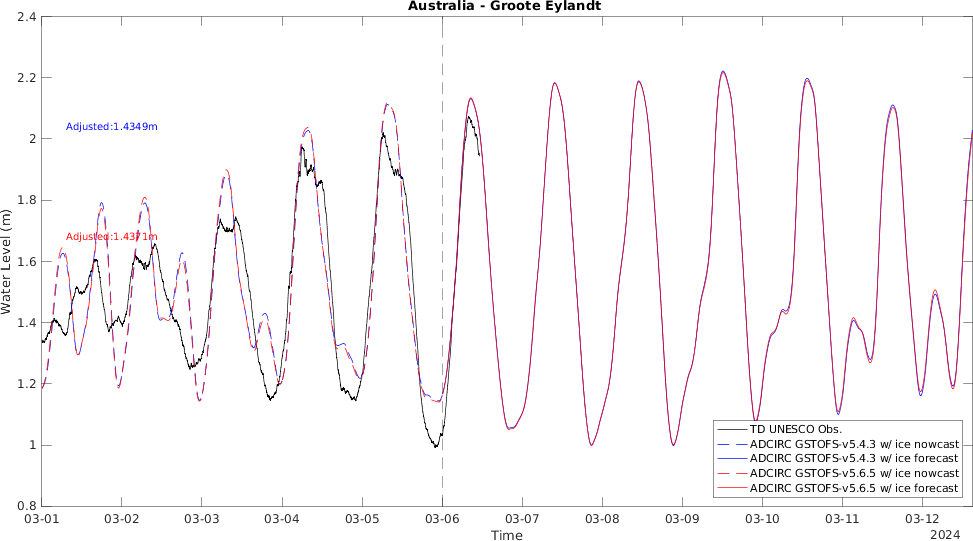 Australia - Groote Eylandt
2.4
2.2
2
1.8
1.6
1.4
1.2
1
0.8
Water Level (m)
Adjusted:1.4349m
Adjusted:1.4371m
TD UNESCO Obs.
ADCIRC GSTOFS-v5.4.3 w/ ice nowcast
ADCIRC GSTOFS-v5.4.3 w/ ice forecast
ADCIRC GSTOFS-v5.6.5 w/ ice nowcast
ADCIRC GSTOFS-v5.6.5 w/ ice forecast
03-01 03-02 03-03 03-04 03-05 03-06 03-07 03-08 03-09 03-10 03-11 03-12
2024
Time